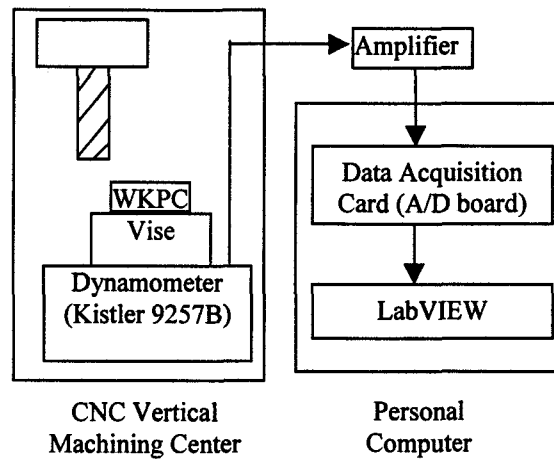 Amplifier
Data Acquisition
Card (A/D board)
LabVIEW
WKPC
Vise
Dynamometer
(Kistler 9257B)
CNC Vertical
Machining Center
Personal
Computer